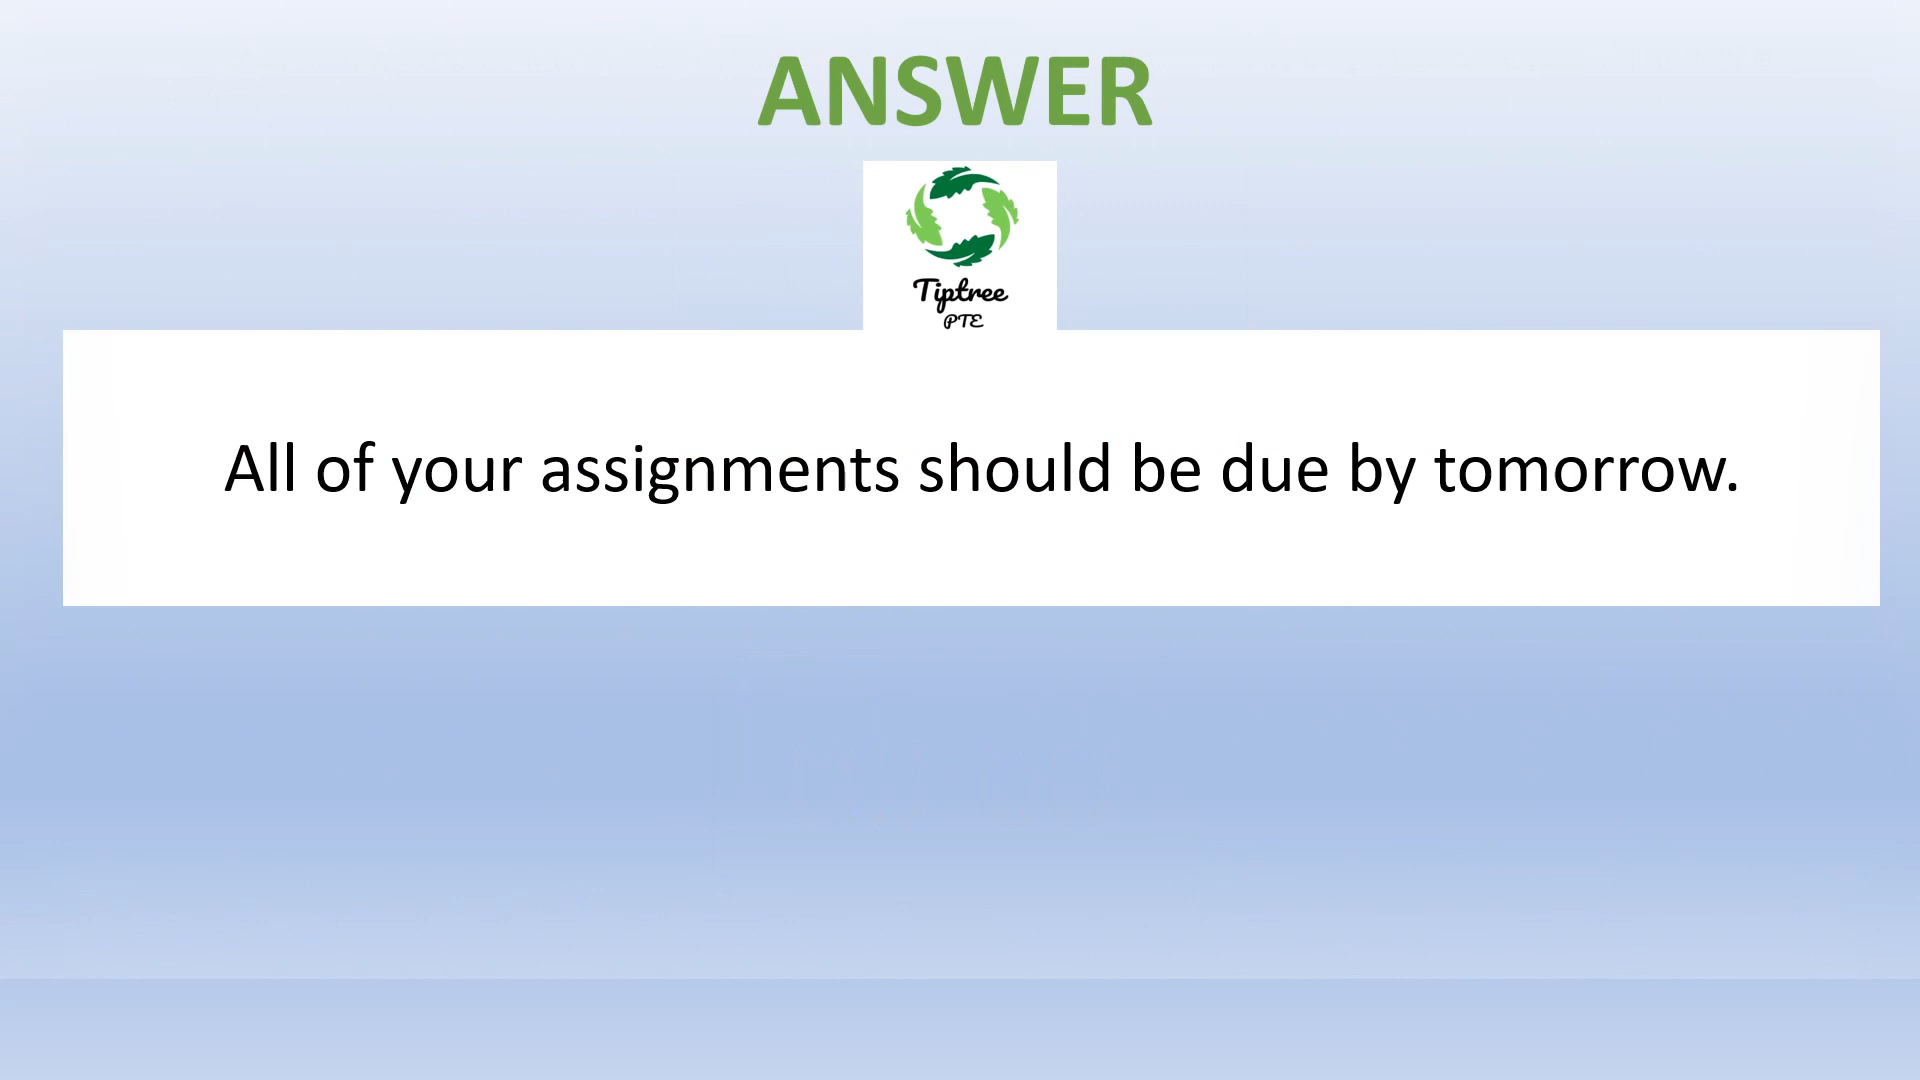 ANSWER
Tiptree
PTE
All of your assignments should be due by tomorrow.